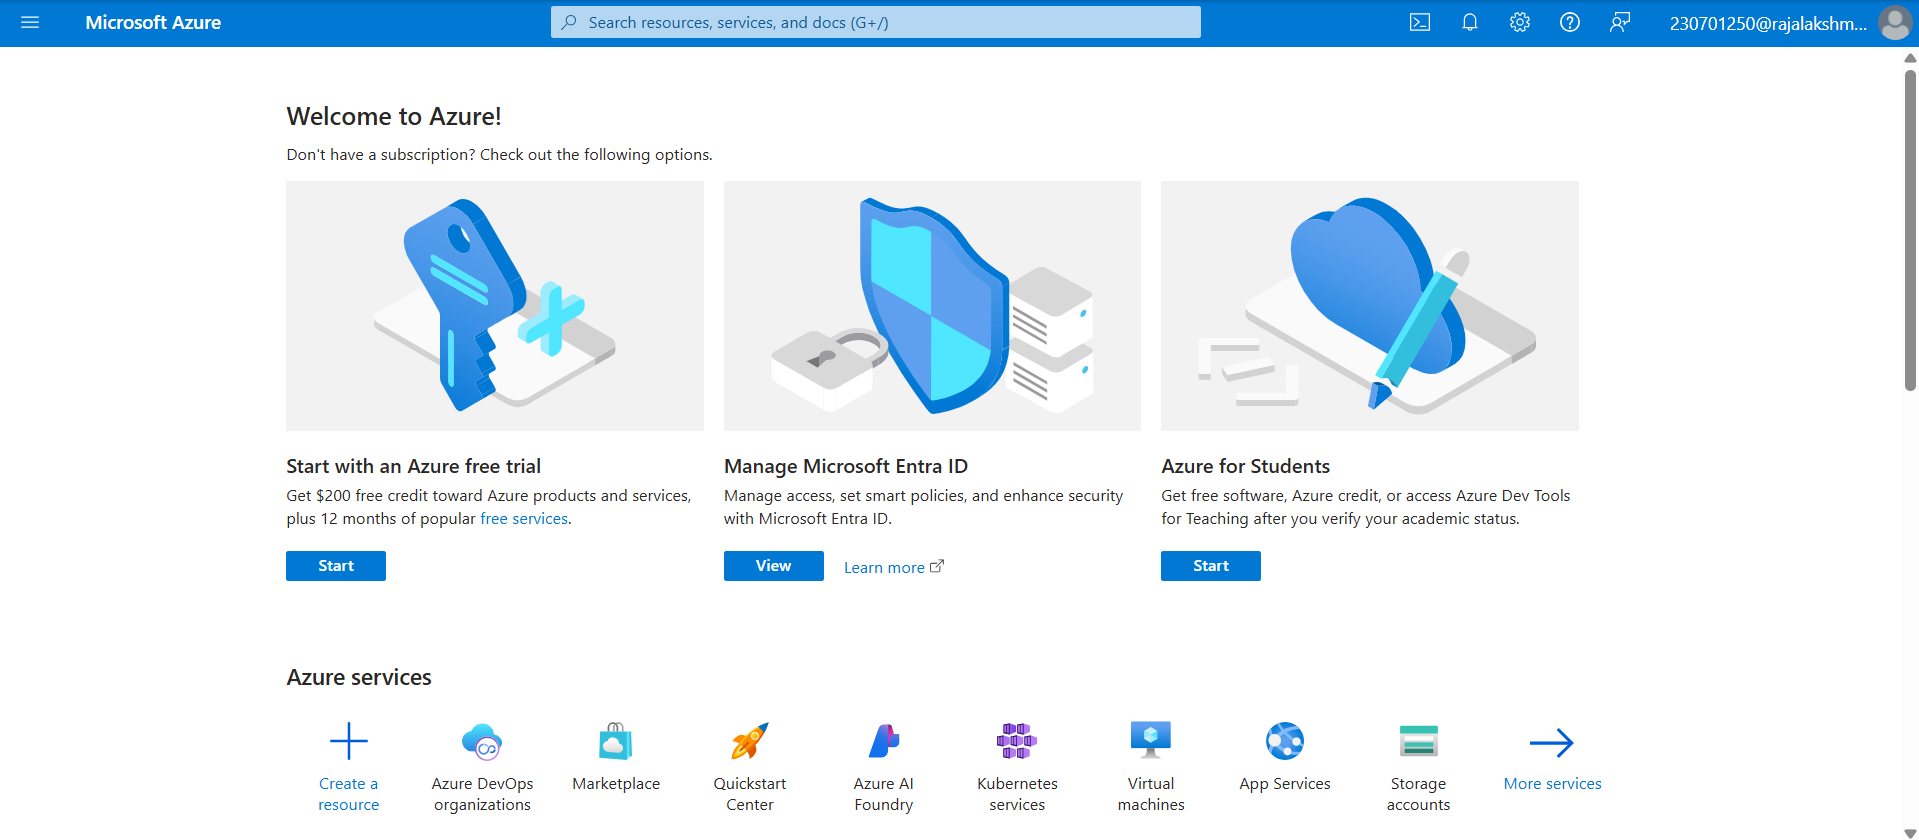 Microsoft Azure
Search resources, services, and docs (G+/)
230701250@rajalakshm...
Welcome to Azure!
Don't have a subscription? Check out the following options.
Start with an Azure free trial
Get $200 free credit toward Azure products and services,
plus 12 months of popular free services.
Start
Manage Microsoft Entra ID
Manage access, set smart policies, and enhance security
with Microsoft Entra ID.
View
Learn more
Azure for Students
Get free software, Azure credit, or access Azure Dev Tools
for Teaching after you verify your academic status.
Start
Azure services
Create a
resource
Azure DevOps
organizations
Marketplace
Quickstart
Center
Azure AI
Foundry
Kubernetes
services
Virtual
machines
App Services
Storage
accounts
More services